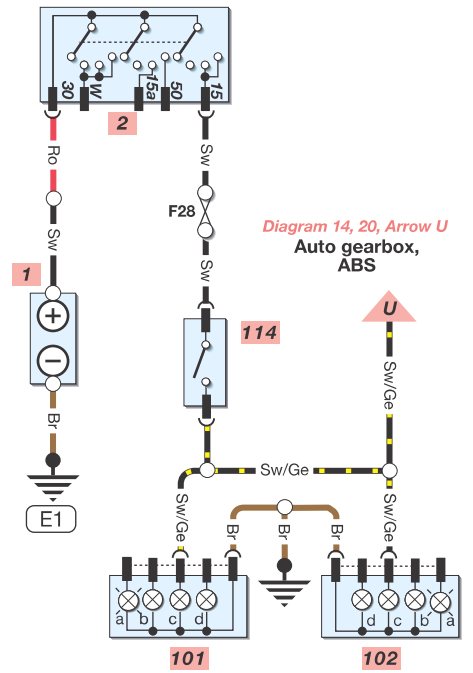 30
W
15a
50
15
2
Ro
Sw
F28
Diagram 14, 20, Arrow U
Auto gearbox,
ABS
Sw
Sw
1
U
+
114
−
Sw/Ge
Br
Sw/Ge
E1
Sw/Ge
Br
Br
Br
Sw/Ge
a
b
c
d
d
c
b
a
101
102